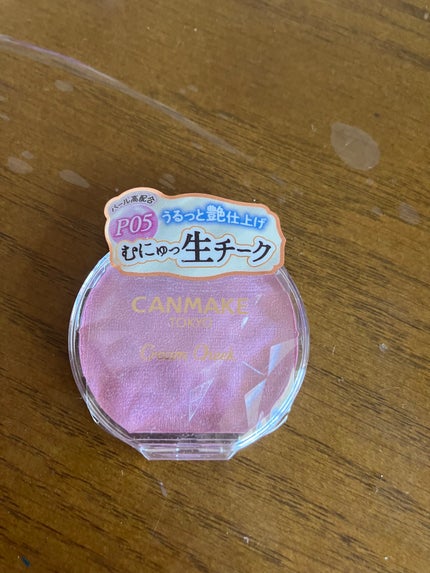 パール高配合
P05
うるっと艶仕上げ
むにゅっ生チーク
CANMAKE
TOKYO
Cream Cheek